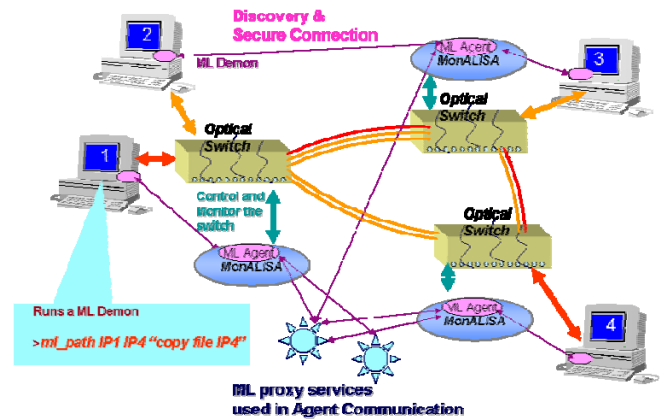 Discovery &
Secure Connection
2
ML Demon
ML Agent
MonALISA
3
Optical
Switch
Optical
Switch
1
Control and
Monitor the
switch
Optical
Switch
ML Agent
MonALISA
ML Agent
MonALISA
Runs a ML Demon
>ml_path IP1 IP4 “copy file IP4”
4
ML proxy services
used in Agent Communication